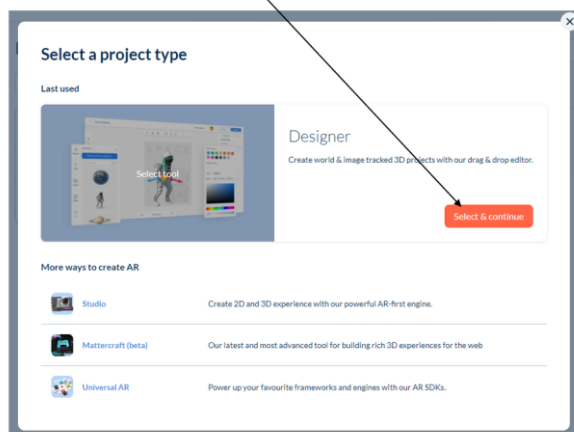 Select a project type
Last used
Select tool
Designer
Create world & image tracked 3D projects with our drag & drop editor.
Select & continue
More ways to create AR
Studio Create 2D and 3D experience with our powerful AR-first engine.
Mattercraft (beta) Our latest and most advanced tool for building rich 3D experiences for the web
Universal AR Power up your favourite frameworks and engines with our AR SDKs.